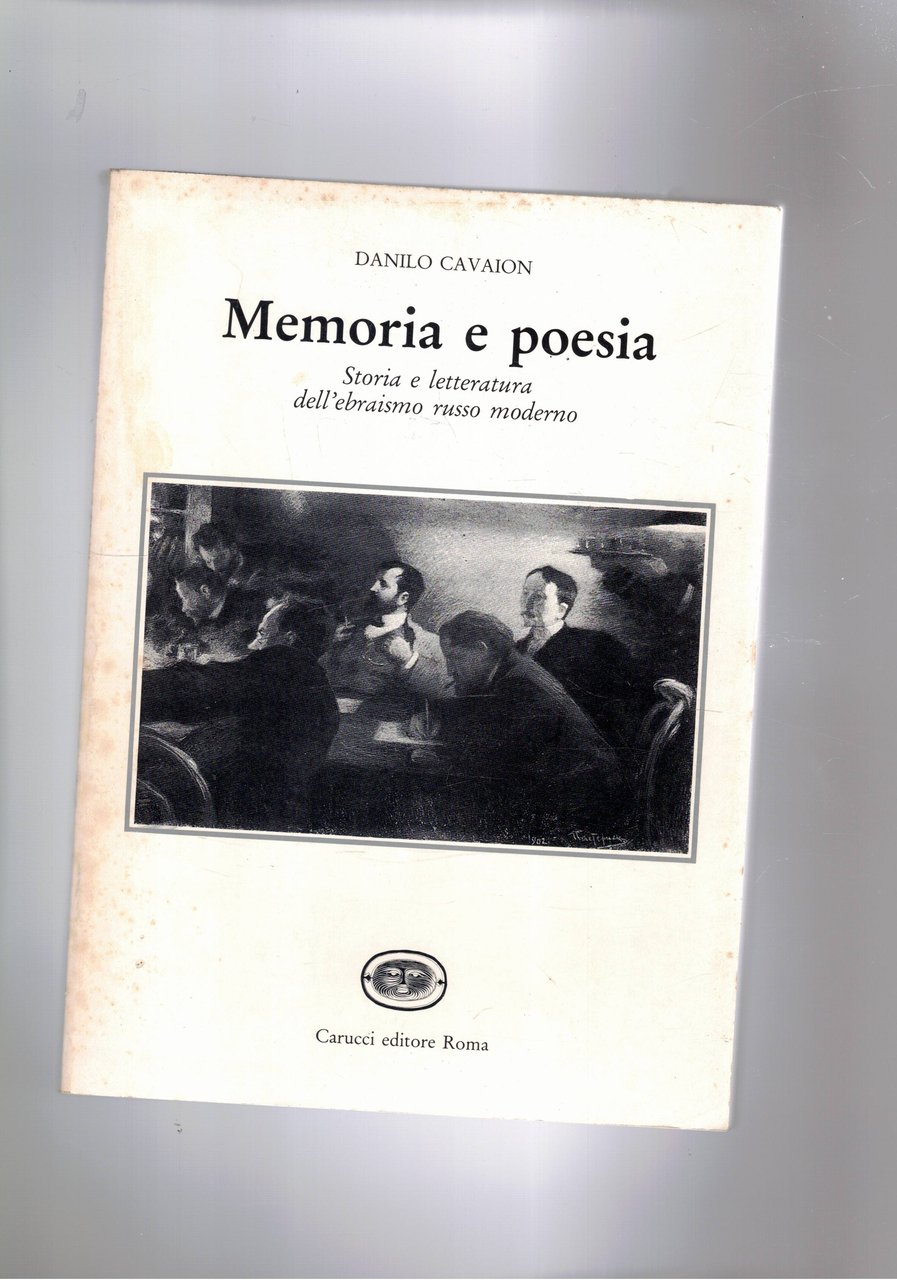 DANILO CAVAION
Memoria e poesia
Storia e letteratura
dell'ebraismo russo moderno
1902
Carucci editore Roma